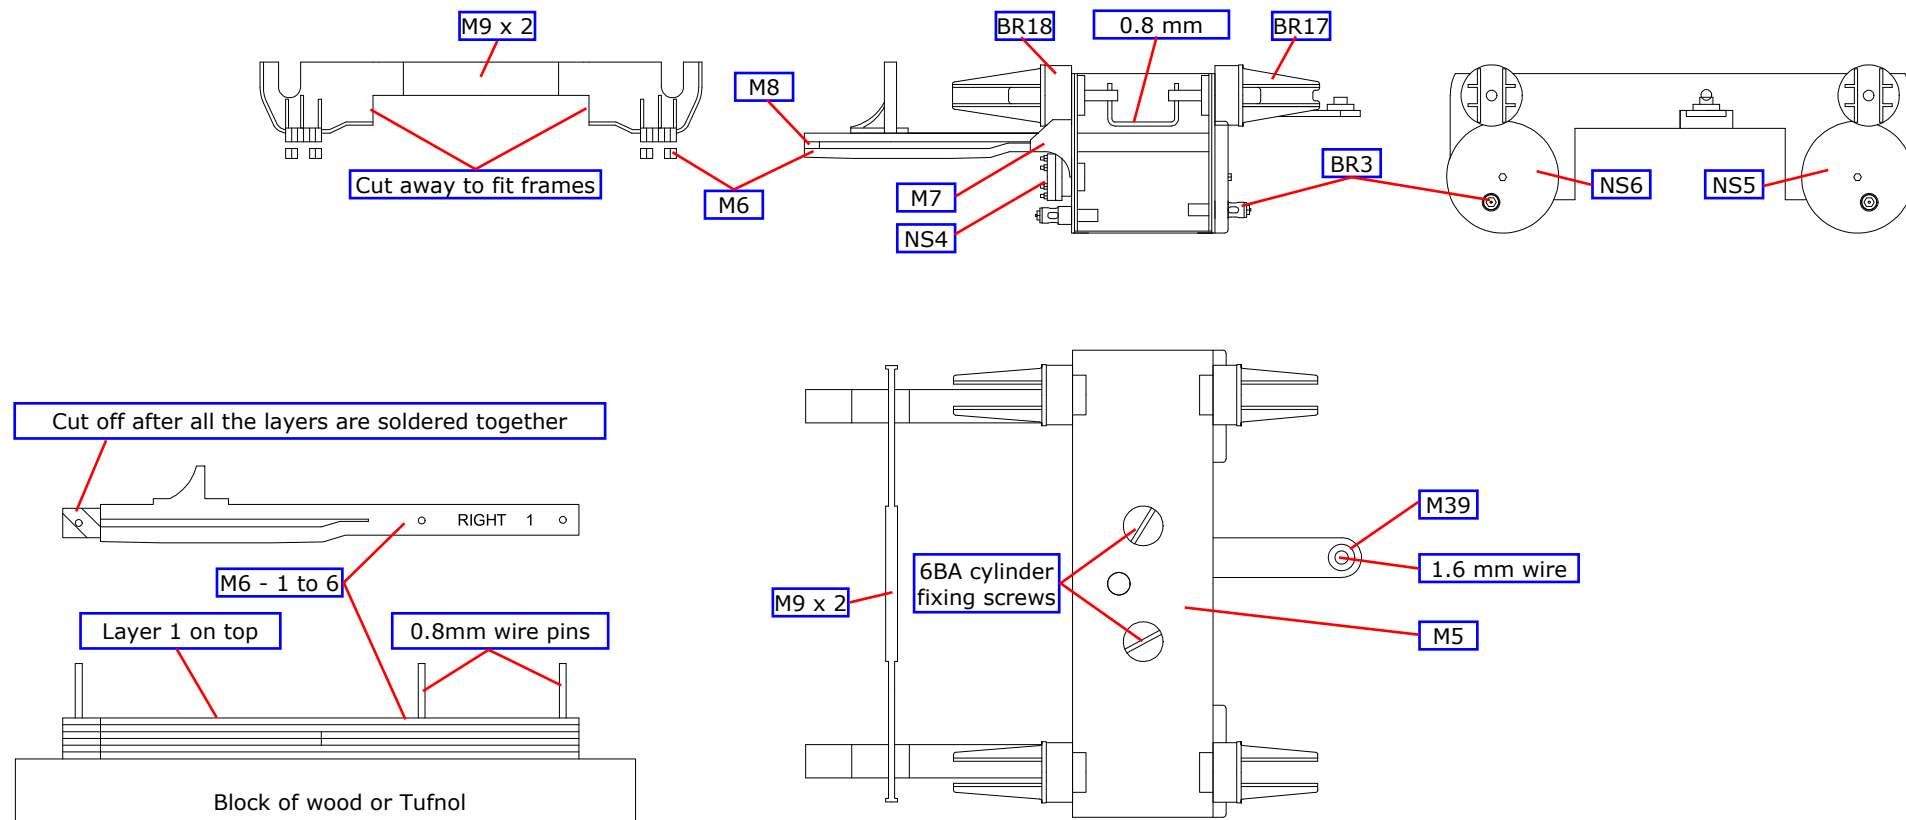 M9 x 2
BR18
0.8 mm
BR17
M8
Cut away to fit frames
M6
M7
NS4
BR3
NS6
NS5
Cut off after all the layers are soldered together
RIGHT 1
M6 - 1 to 6
Layer 1 on top
0.8mm wire pins
Block of wood or Tufnol
M9 x 2
6BA cylinder
fixing screws
M39
1.6 mm wire
M5